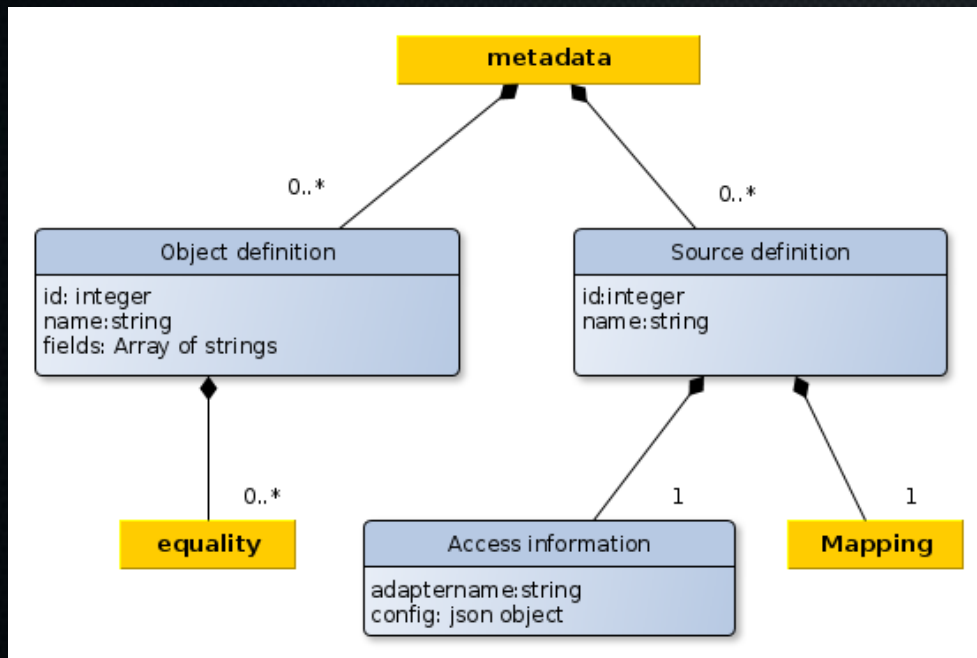 metadata
0..*
0..*
Object definition
id: integer
name:string
fields: Array of strings
Source definition
id:integer
name:string
0..*
1
1
equality
Access information
adaptername:string
config: json object
Mapping